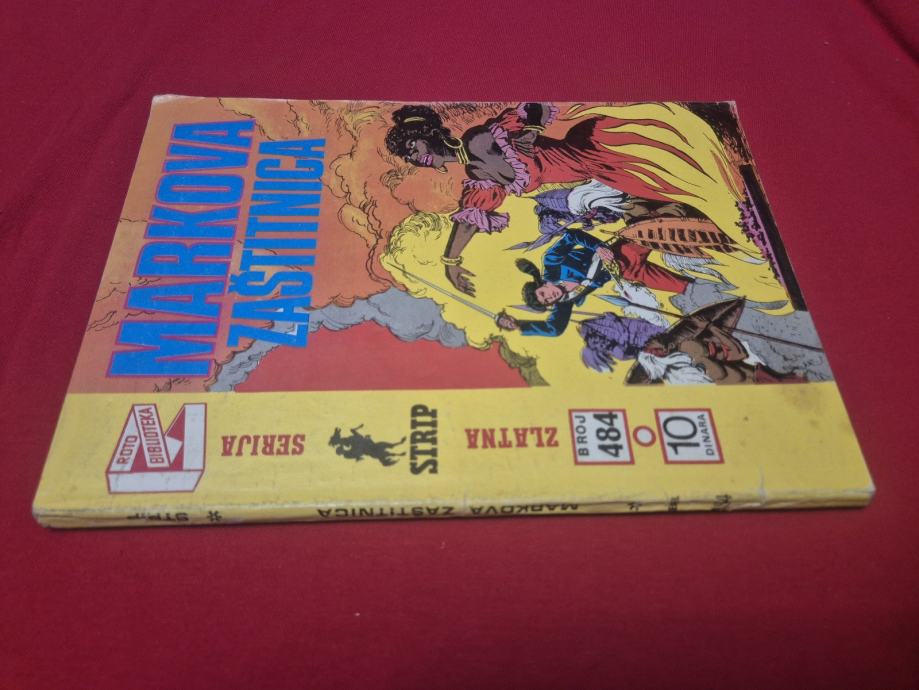 MARKOVA
ZAŠTITNICA
ROTO
BIBLIOTEKA
SERIJA
STRIP
ZLATNA
BROJ
484
10
DINARA
MARKOVA ZAŠTITNICA